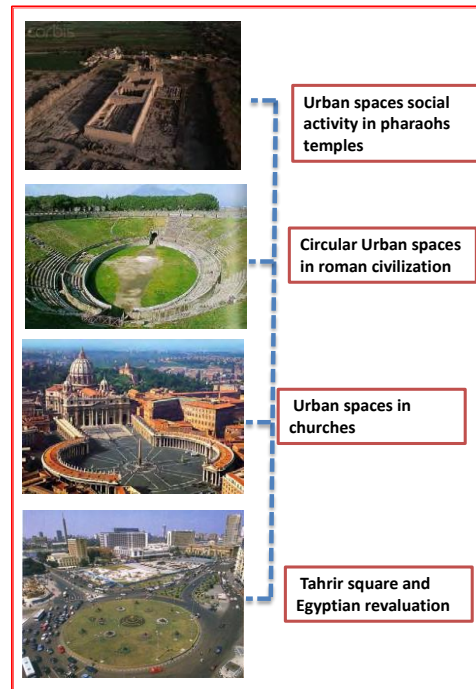 corbis
Urban spaces social
activity in pharaohs
temples
Circular Urban spaces
in roman civilization
Urban spaces in
churches
Tahrir square and
Egyptian revaluation